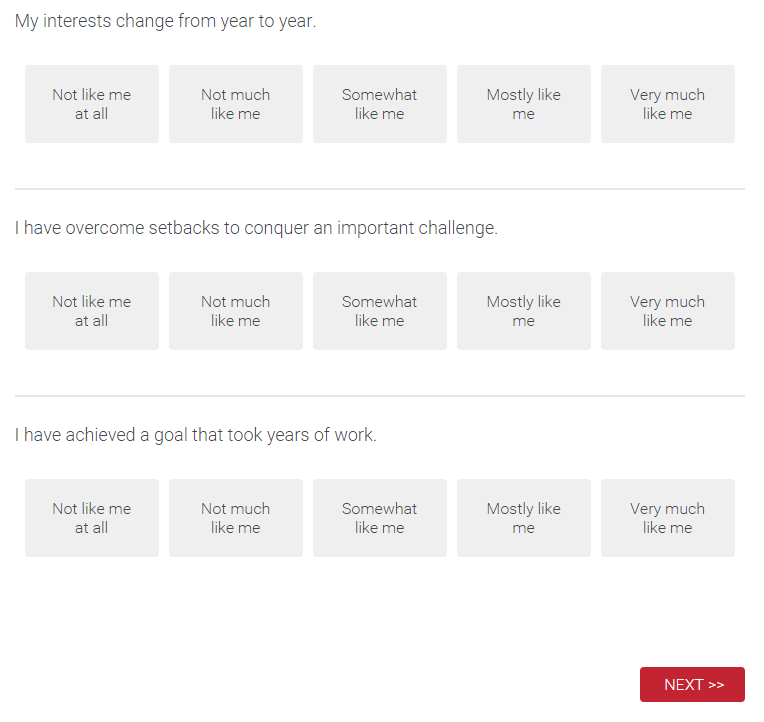 My interests change from year to year.
Not like me
at all
Not much
like me
Somewhat
like me
Mostly like
me
Very much
like me
I have overcome setbacks to conquer an important challenge.
Not like me
at all
Not much
like me
Somewhat
like me
Mostly like
me
Very much
like me
I have achieved a goal that took years of work.
Not like me
at all
Not much
like me
Somewhat
like me
Mostly like
me
Very much
like me
NEXT >>